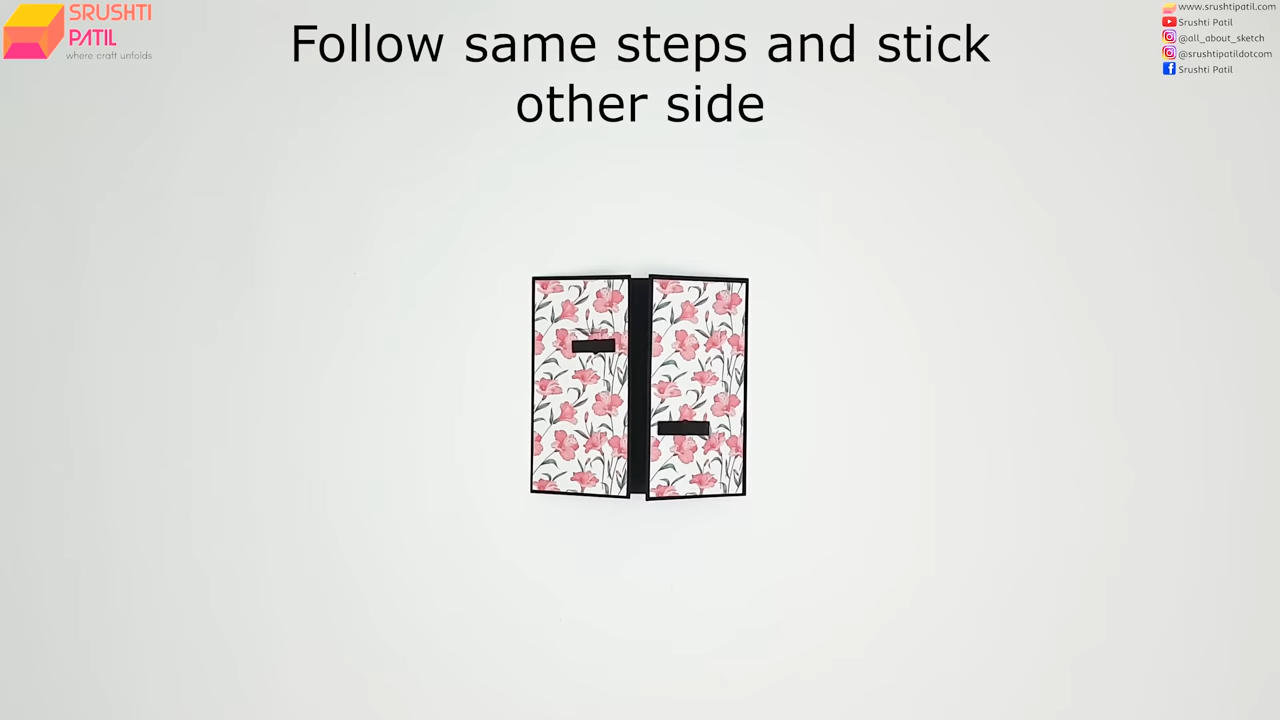 SRUSHTI
PATIL
where craft unfolds
Follow same steps and stick
other side
www.srushtipatil.com
Srushti Patil
@all_about_sketch
@srushtipatildotcom
Srushti Patil